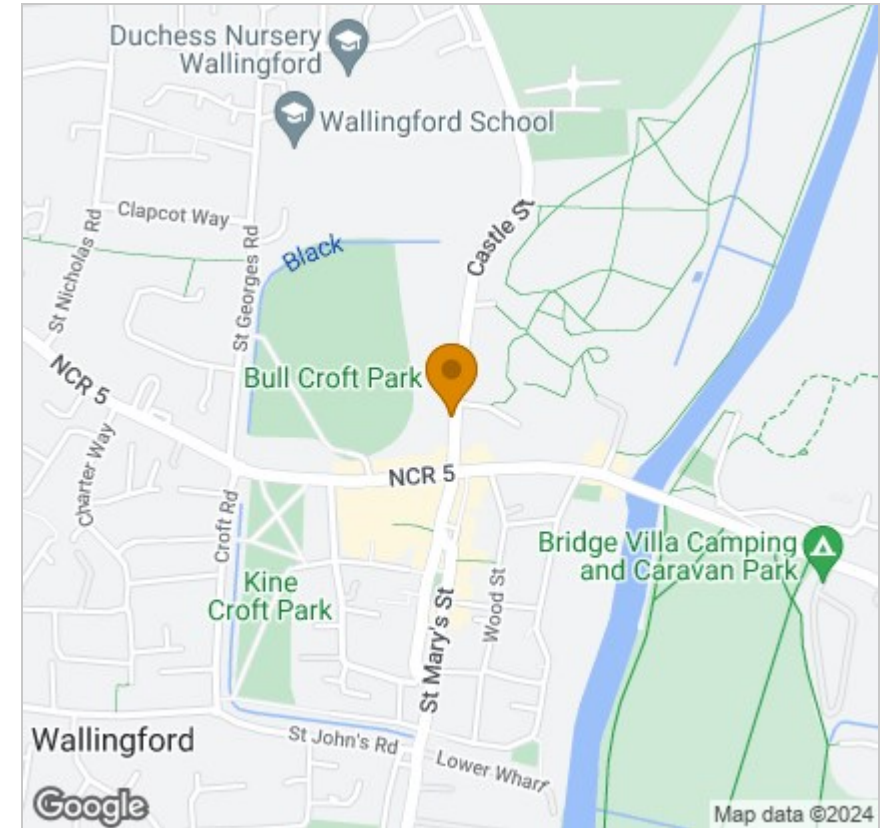 Duchess Nursery
Wallingford
Wallingford School
Clapcot Way
St Nicholas Rd
St Georges Rd
Black
Castle St
NCR 5
Bull Croft Park
Charter Way
NCR 5
Croft Rd
Bridge Villa Camping
and Caravan Park
Kine
Croft Park
Wood St
St Mary's St
Wallingford
St John's Rd
Lower Wharf
Google
Map data ©2024